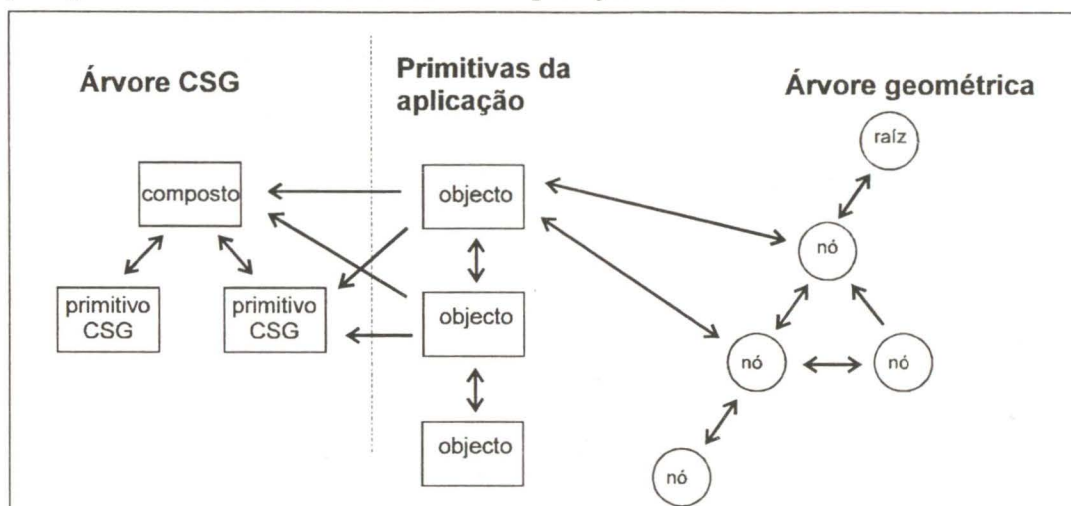 Árvore CSG
Primitivas da
aplicação
Árvore geométrica
raíz
composto
objecto
nó
primitivo
CSG
primitivo
CSG
objecto
nó
nó
objecto
nó